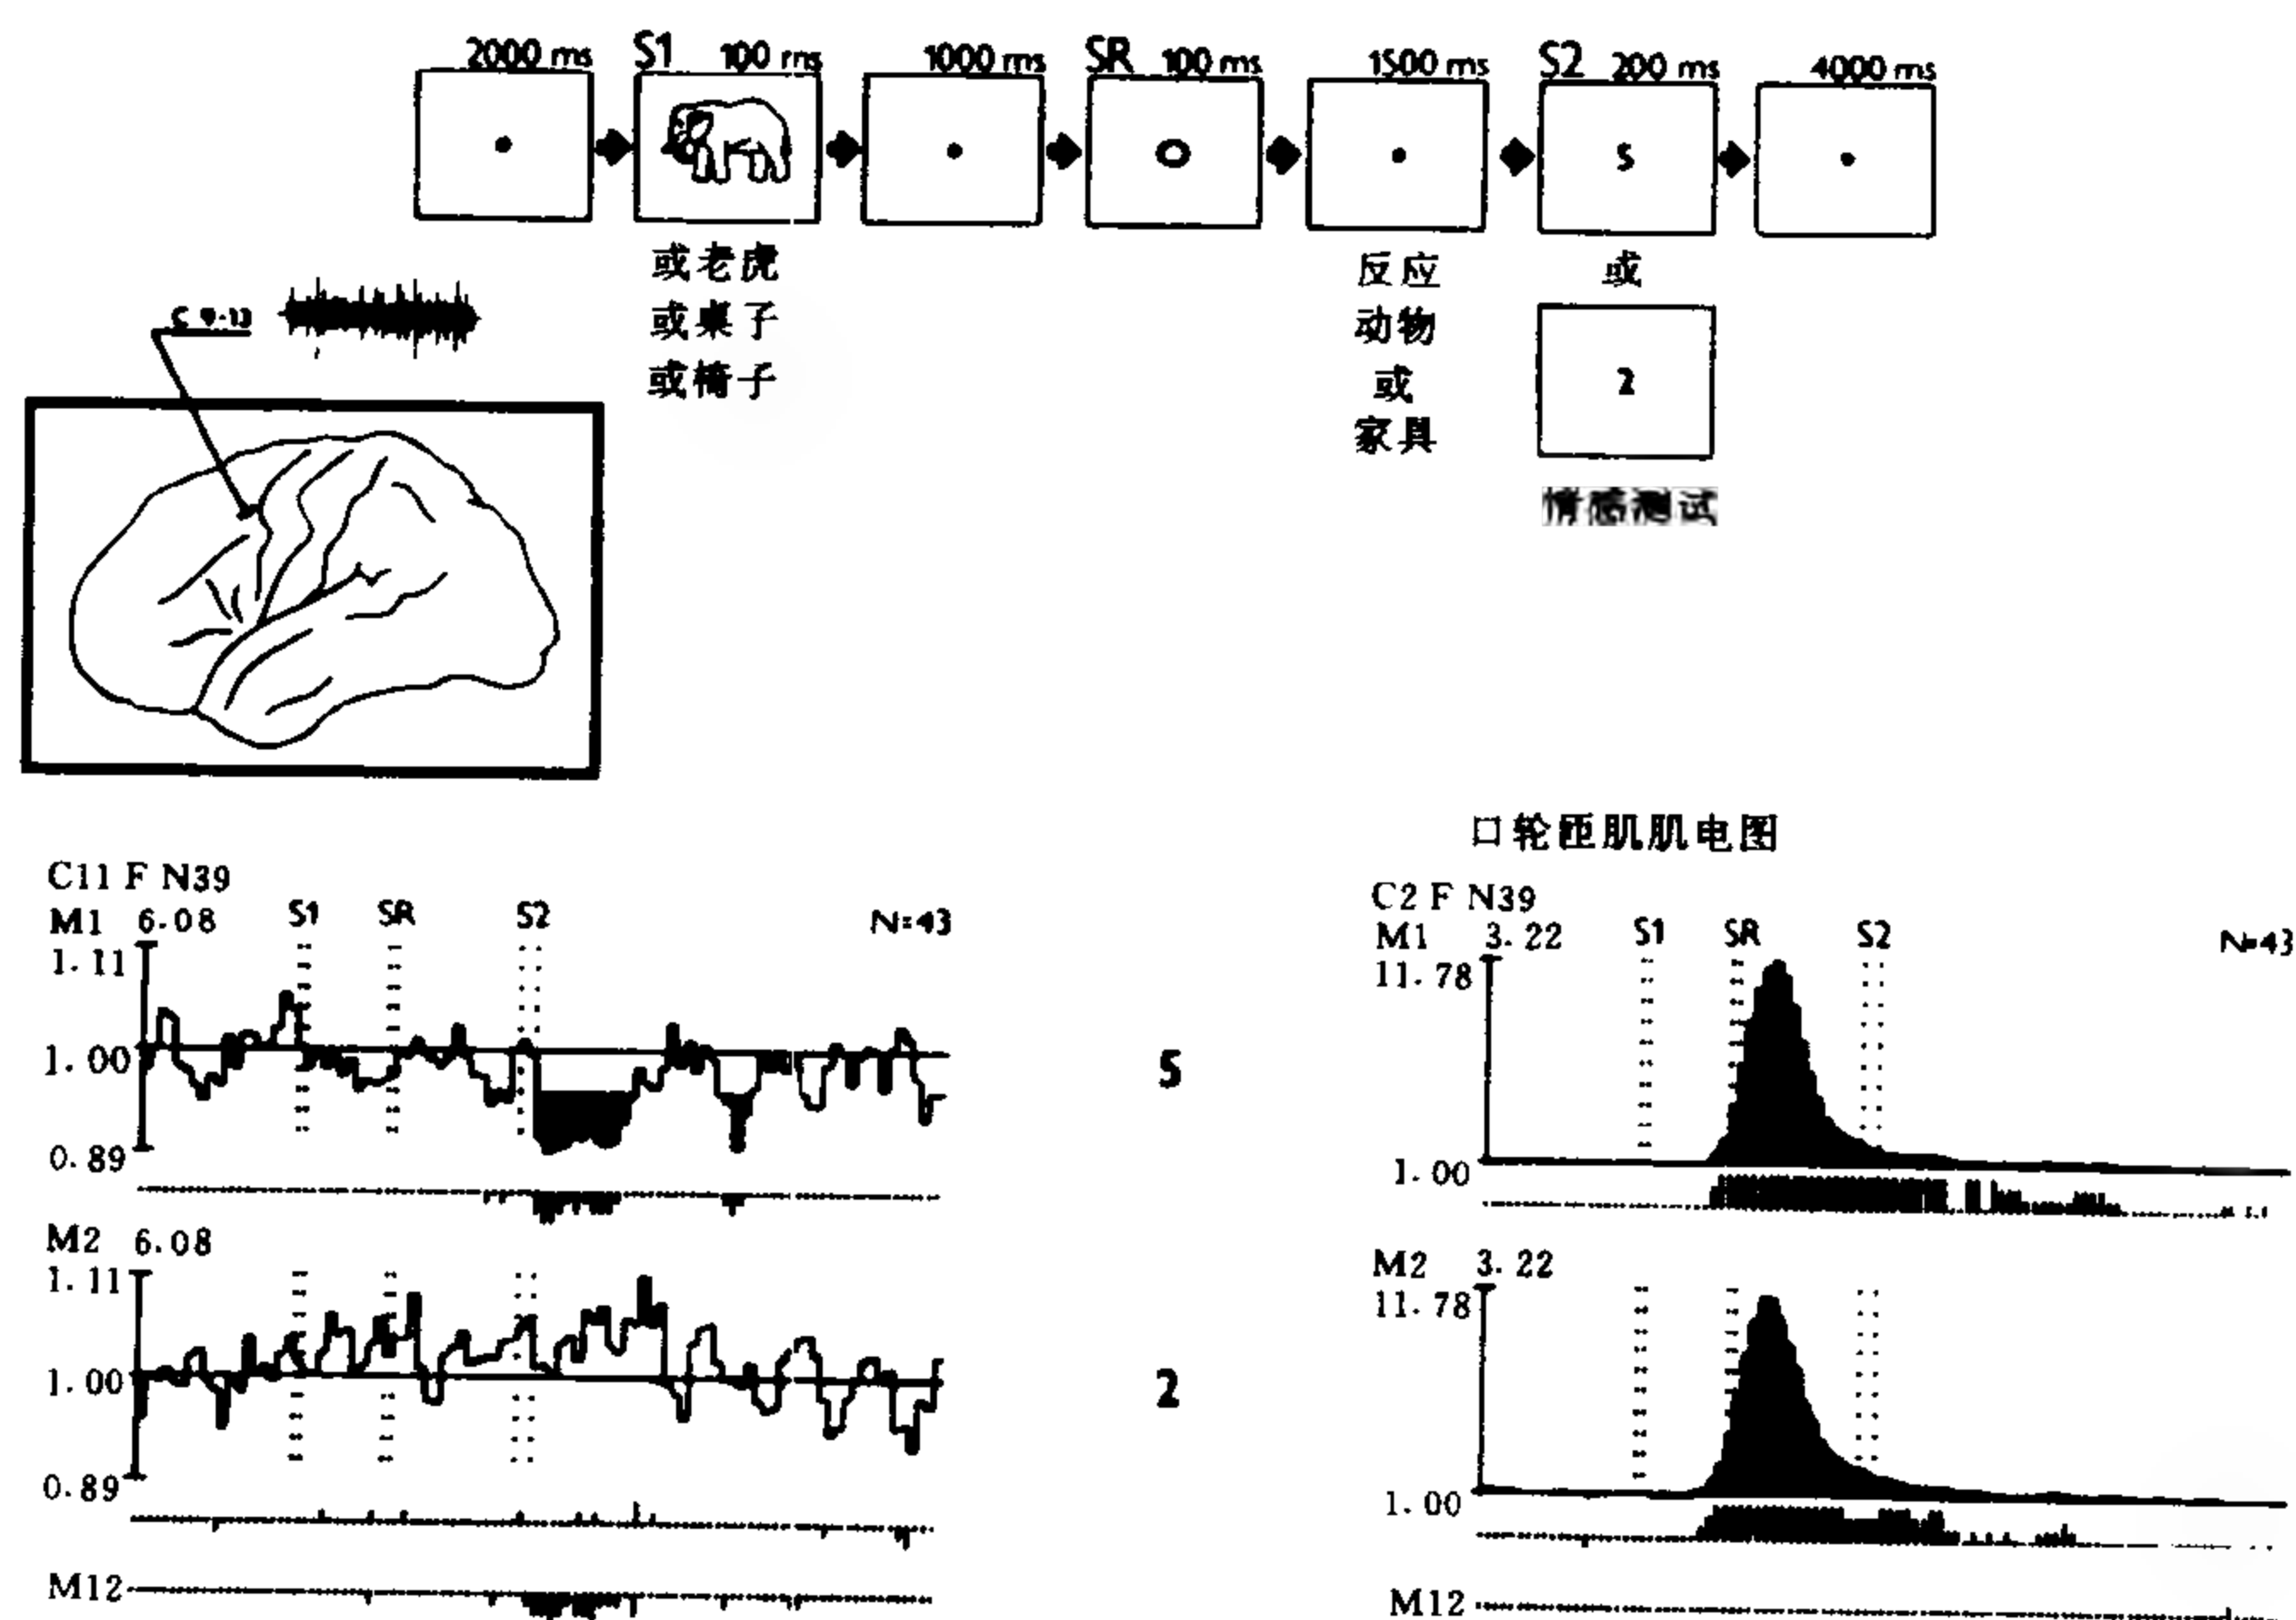 2000 ms S1 100 ms 1000 ms SR 100 ms 1500 ms S2 200 ms 4000 ms
5
或老虎
或桌子
或椅子
反应
动物
或
家具
或
2
情感测试
C 9-13
口轮匝肌肌电图
C11 F N39
M1 6.08 S1 SR S2 N=43
1.11
1.00
0.89
5
C2 F N39
M1 3.22 S1 SR S2 N=43
11.78
1.00
M2 6.08
1.11
1.00
0.89
2
M2 3.22
11.78
1.00
M12
M12